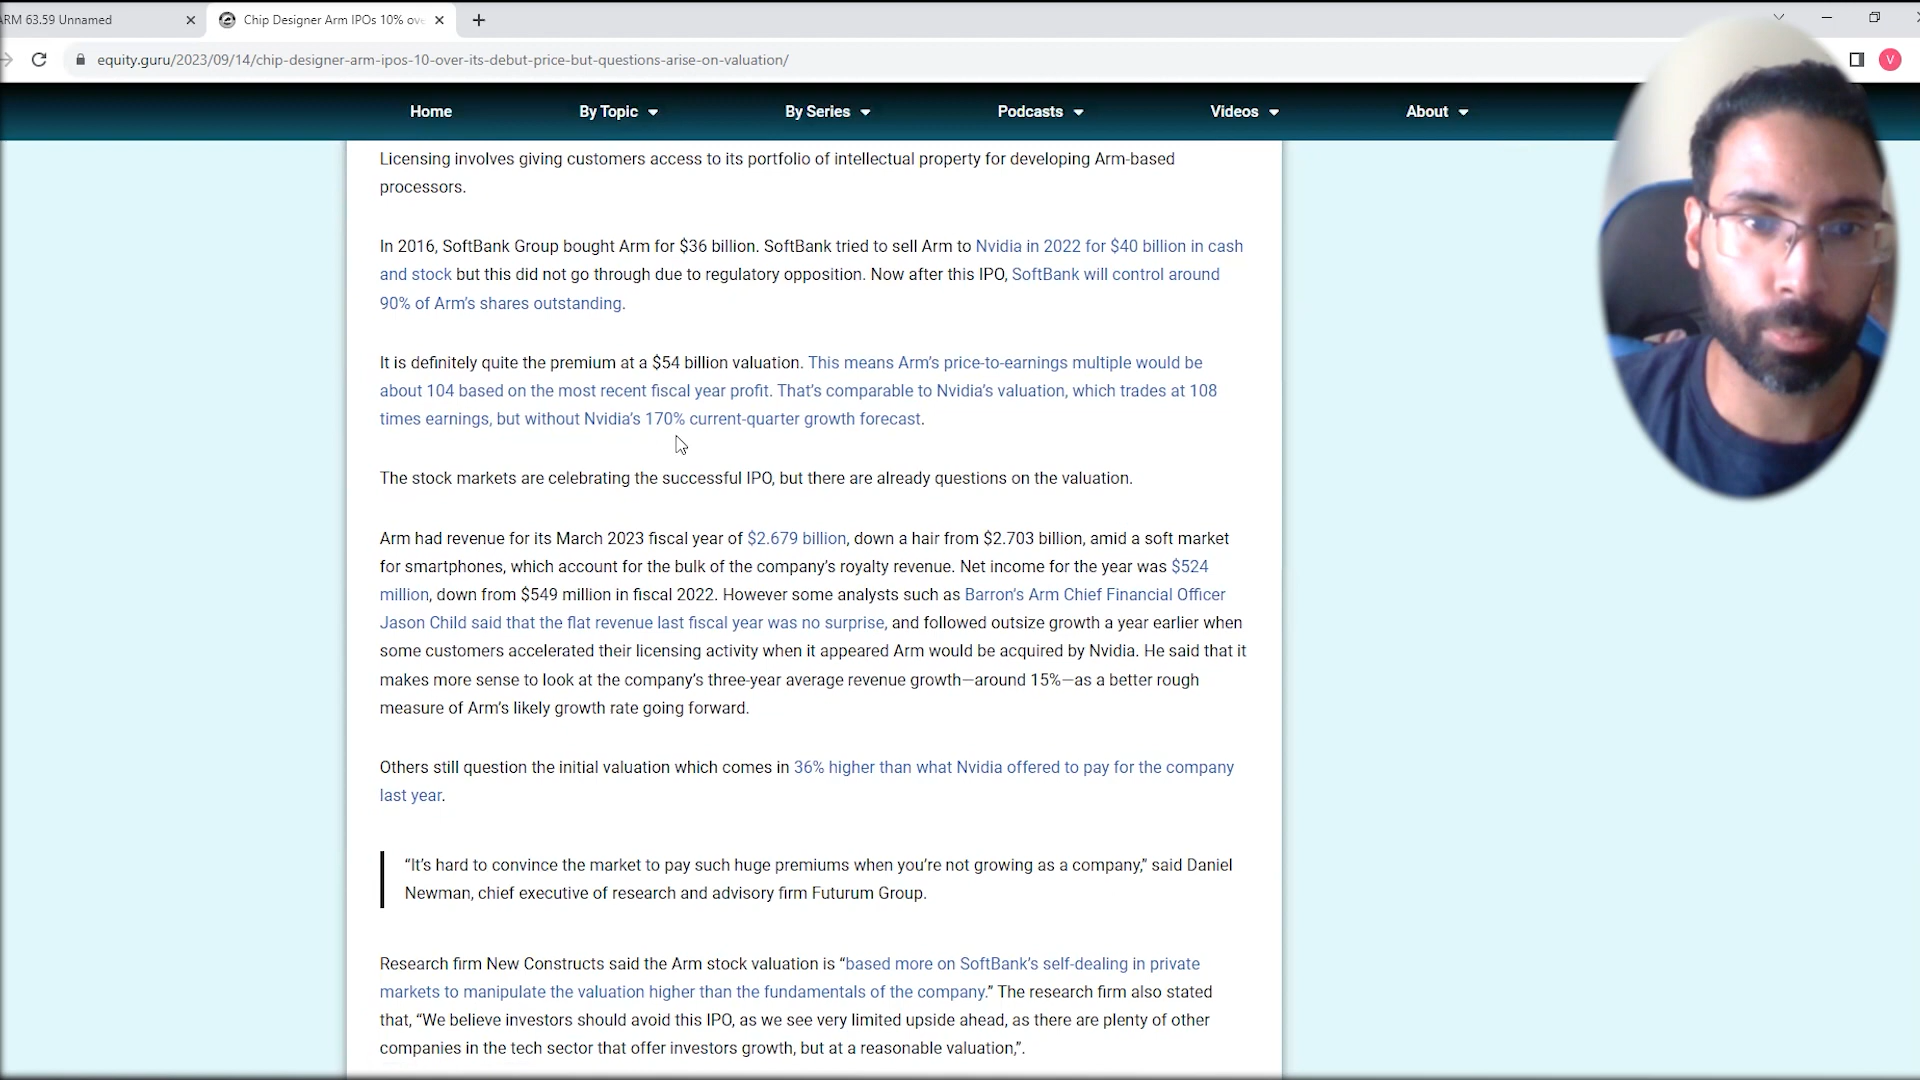 ARM 63.59 Unnamed
Chip Designer Arm IPOs 10% ove
equity.guru/2023/09/14/chip-designer-arm-ipos-10-over-its-debut-price-but-questions-arise-on-valuation/
V
Home By Topic By Series Podcasts Videos About
Licensing involves giving customers access to its portfolio of intellectual property for developing Arm-based
processors.
In 2016, SoftBank Group bought Arm for $36 billion. SoftBank tried to sell Arm to Nvidia in 2022 for $40 billion in cash
and stock but this did not go through due to regulatory opposition. Now after this IPO, SoftBank will control around
90% of Arm's shares outstanding.
It is definitely quite the premium at a $54 billion valuation. This means Arm's price-to-earnings multiple would be
about 104 based on the most recent fiscal year profit. That's comparable to Nvidia's valuation, which trades at 108
times earnings, but without Nvidia's 170% current-quarter growth forecast.
The stock markets are celebrating the successful IPO, but there are already questions on the valuation.
Arm had revenue for its March 2023 fiscal year of $2.679 billion, down a hair from $2.703 billion, amid a soft market
for smartphones, which account for the bulk of the company's royalty revenue. Net income for the year was $524
million, down from $549 million in fiscal 2022. However some analysts such as Barron's Arm Chief Financial Officer
Jason Child said that the flat revenue last fiscal year was no surprise, and followed outsize growth a year earlier when
some customers accelerated their licensing activity when it appeared Arm would be acquired by Nvidia. He said that it
makes more sense to look at the company's three-year average revenue growth—around 15%—as a better rough
measure of Arm's likely growth rate going forward.
Others still question the initial valuation which comes in 36% higher than what Nvidia offered to pay for the company
last year.
“It's hard to convince the market to pay such huge premiums when you're not growing as a company,” said Daniel
Newman, chief executive of research and advisory firm Futurum Group.
Research firm New Constructs said the Arm stock valuation is “based more on SoftBank's self-dealing in private
markets to manipulate the valuation higher than the fundamentals of the company.” The research firm also stated
that, “We believe investors should avoid this IPO, as we see very limited upside ahead, as there are plenty of other
companies in the tech sector that offer investors growth, but at a reasonable valuation,”.